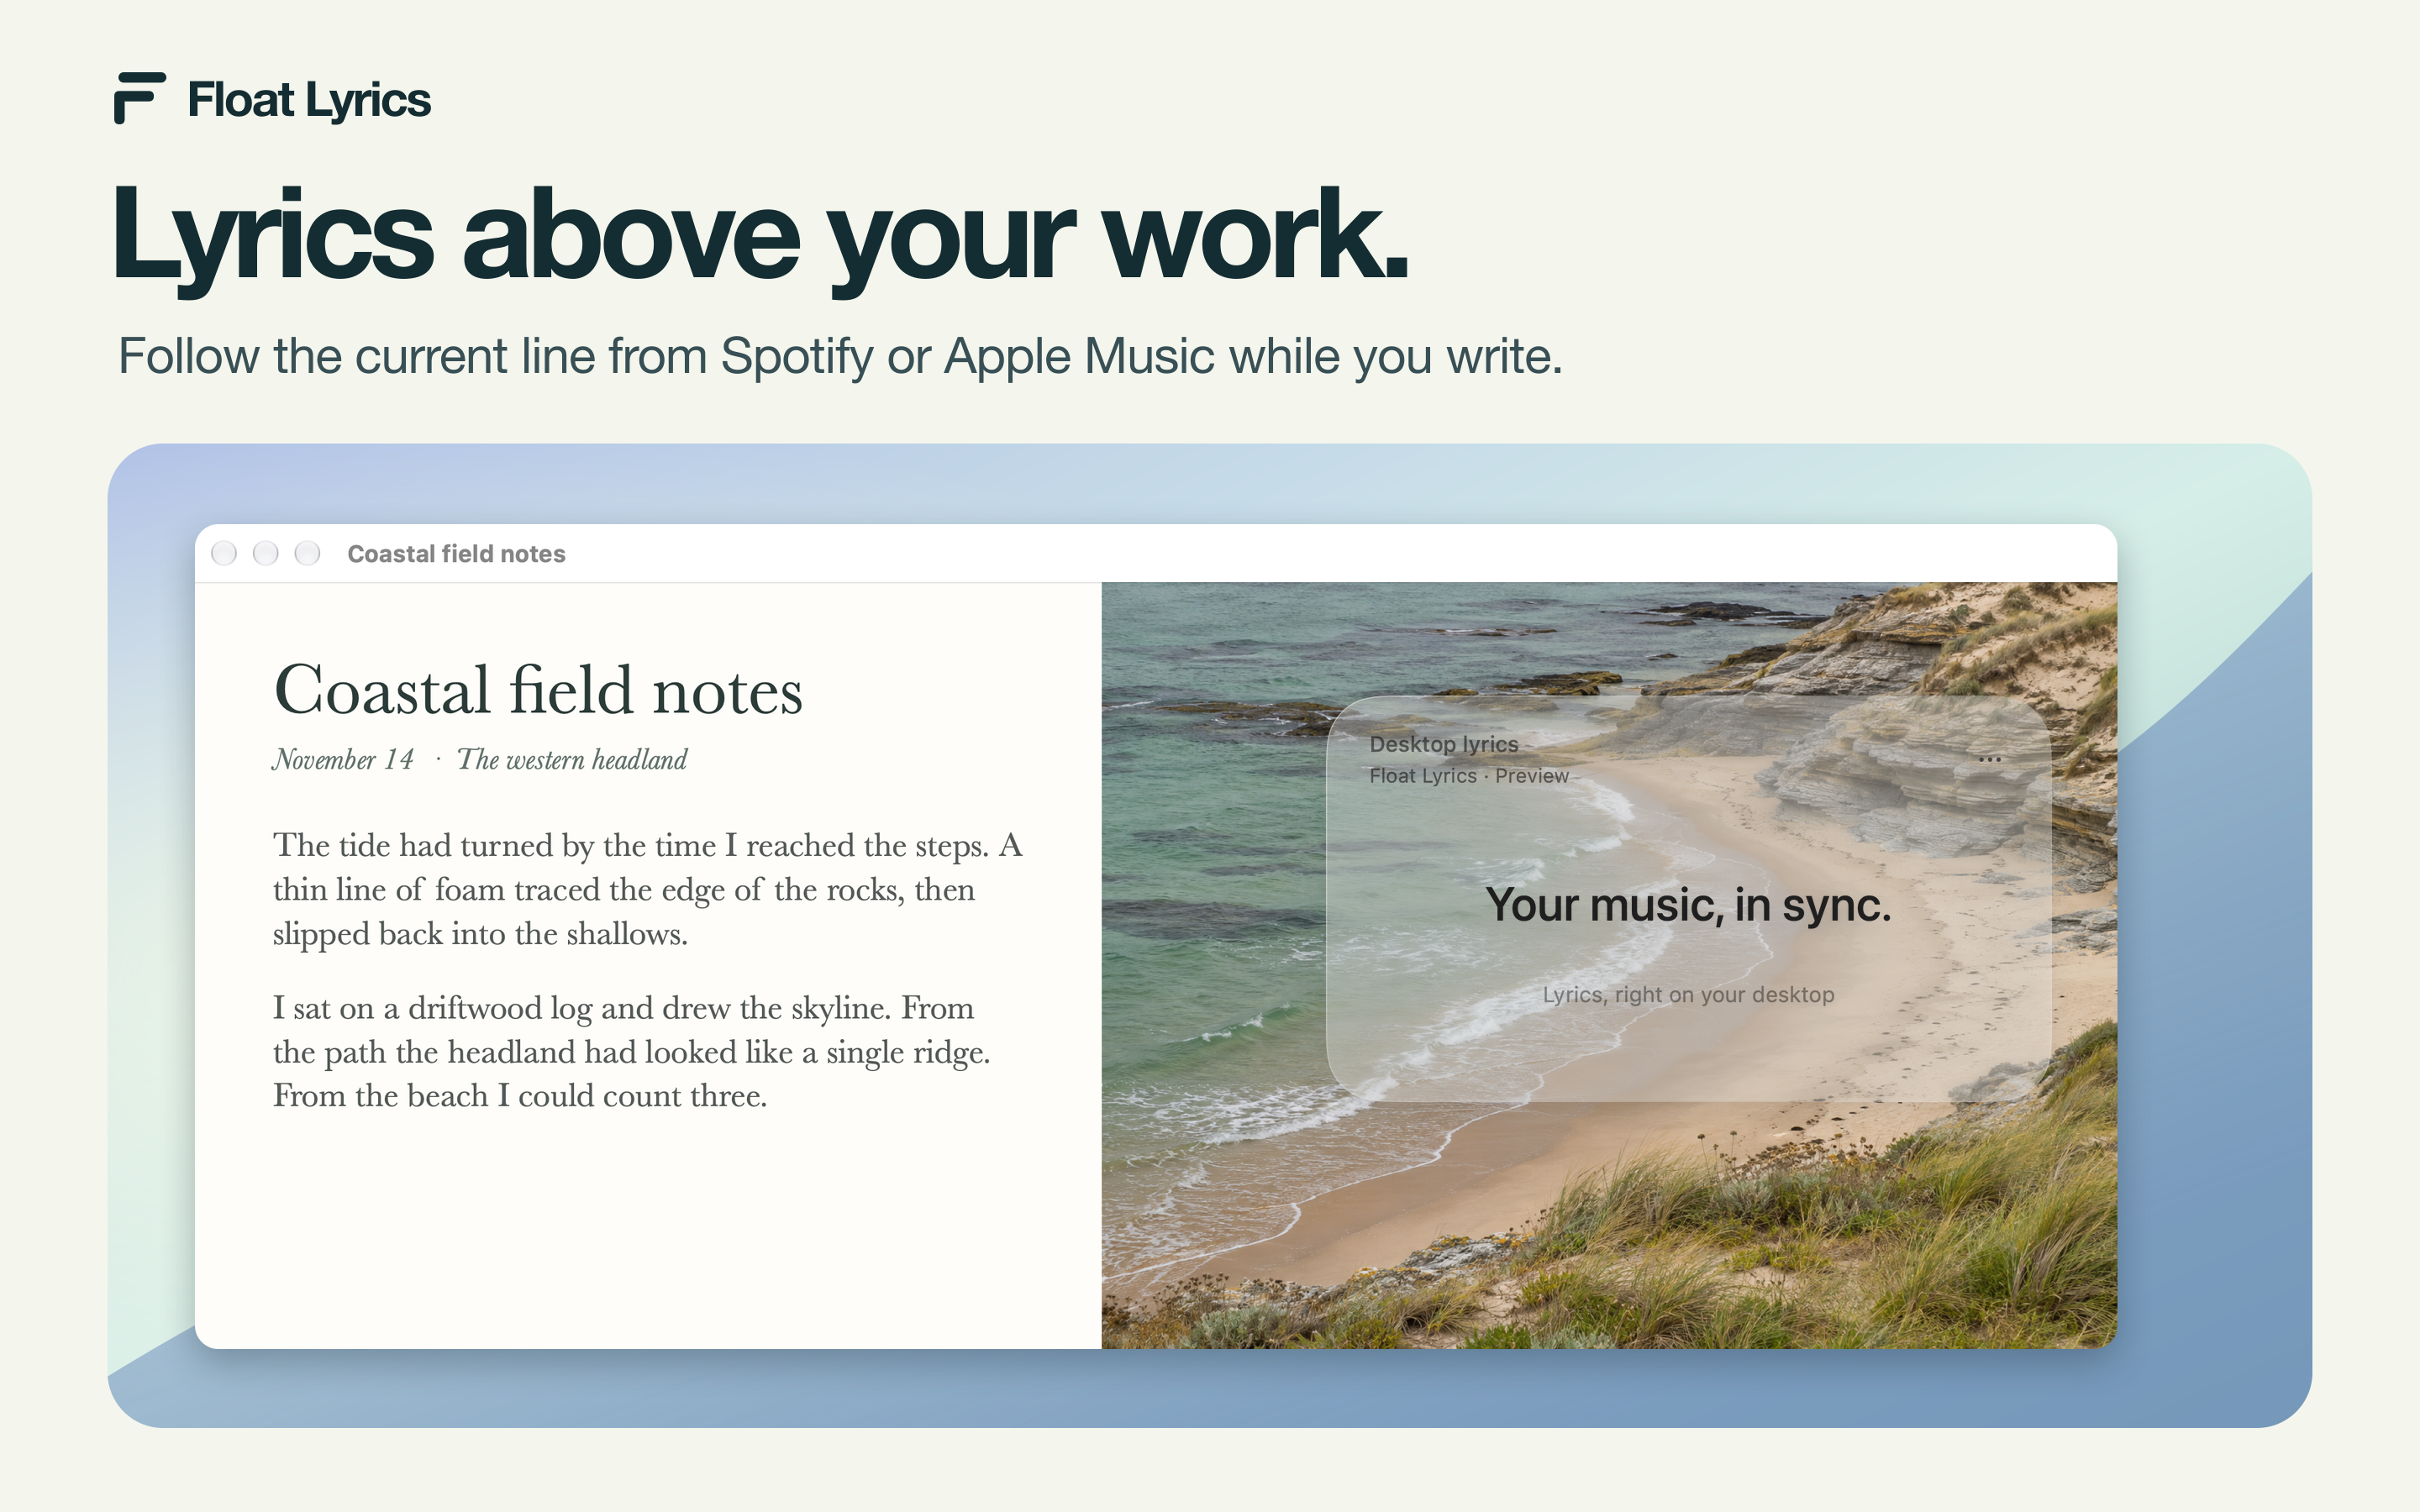 Float Lyrics
Lyrics above your work.
Follow the current line from Spotify or Apple Music while you write.
Coastal field notes
Coastal field notes
November 14 · The western headland
The tide had turned by the time I reached the steps. A
thin line of foam traced the edge of the rocks, then
slipped back into the shallows.
I sat on a driftwood log and drew the skyline. From
the path the headland had looked like a single ridge.
From the beach I could count three.
Desktop lyrics
Float Lyrics · Preview
Your music, in sync.
Lyrics, right on your desktop